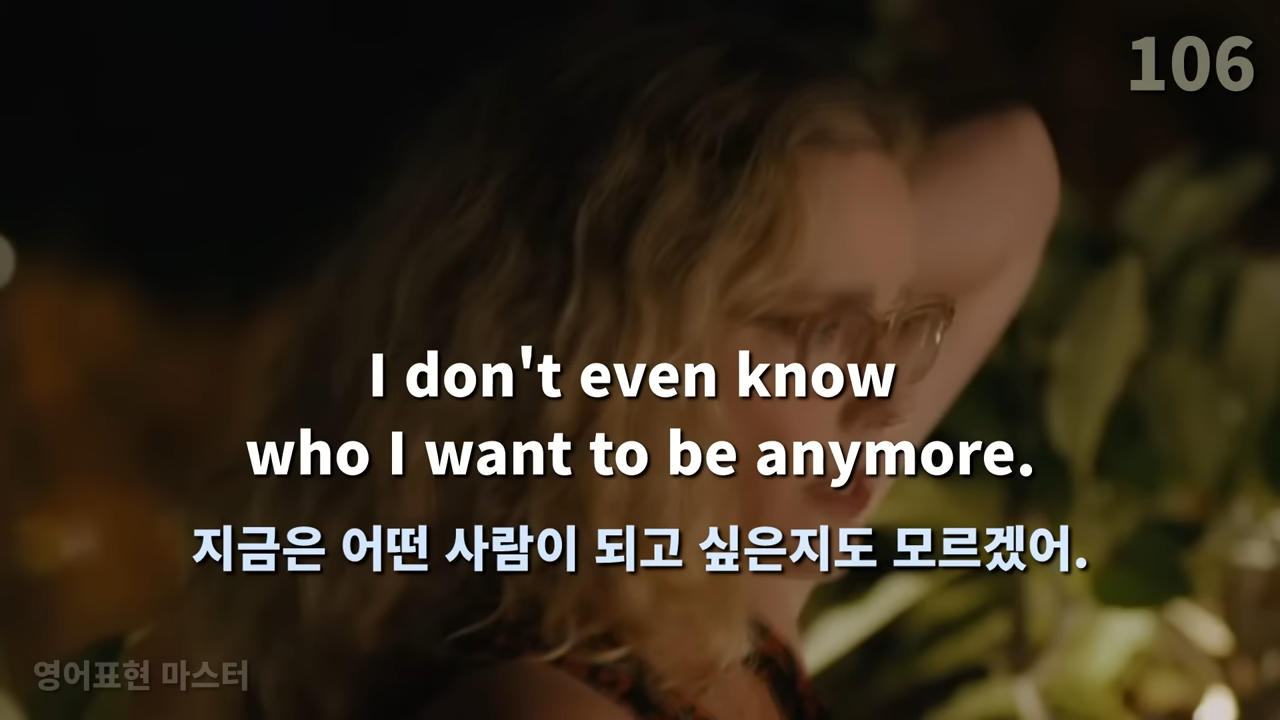 106
I don't even know
who I want to be anymore.
지금은 어떤 사람이 되고 싶은지도 모르겠어.
영어표현 마스터